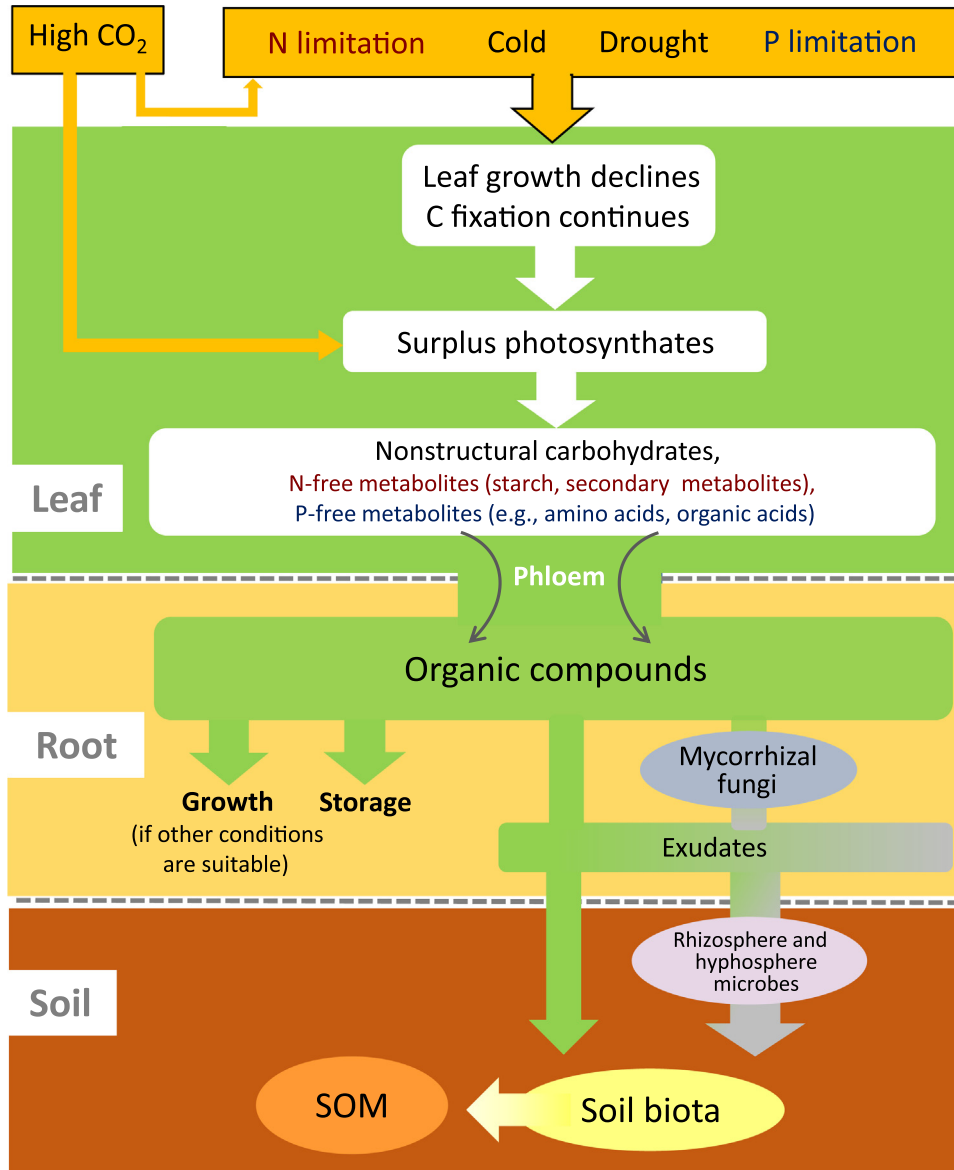 High CO₂
N limitation Cold Drought P limitation
Leaf growth declines
C fixation continues
Surplus photosynthates
Nonstructural carbohydrates,
N-free metabolites (starch, secondary metabolites),
P-free metabolites (e.g., amino acids, organic acids)
Leaf
Phloem
Organic compounds
Root
Mycorrhizal
fungi
Growth
(if other conditions
are suitable)
Storage
Exudates
Rhizosphere and
hyphosphere
microbes
Soil
SOM
Soil biota